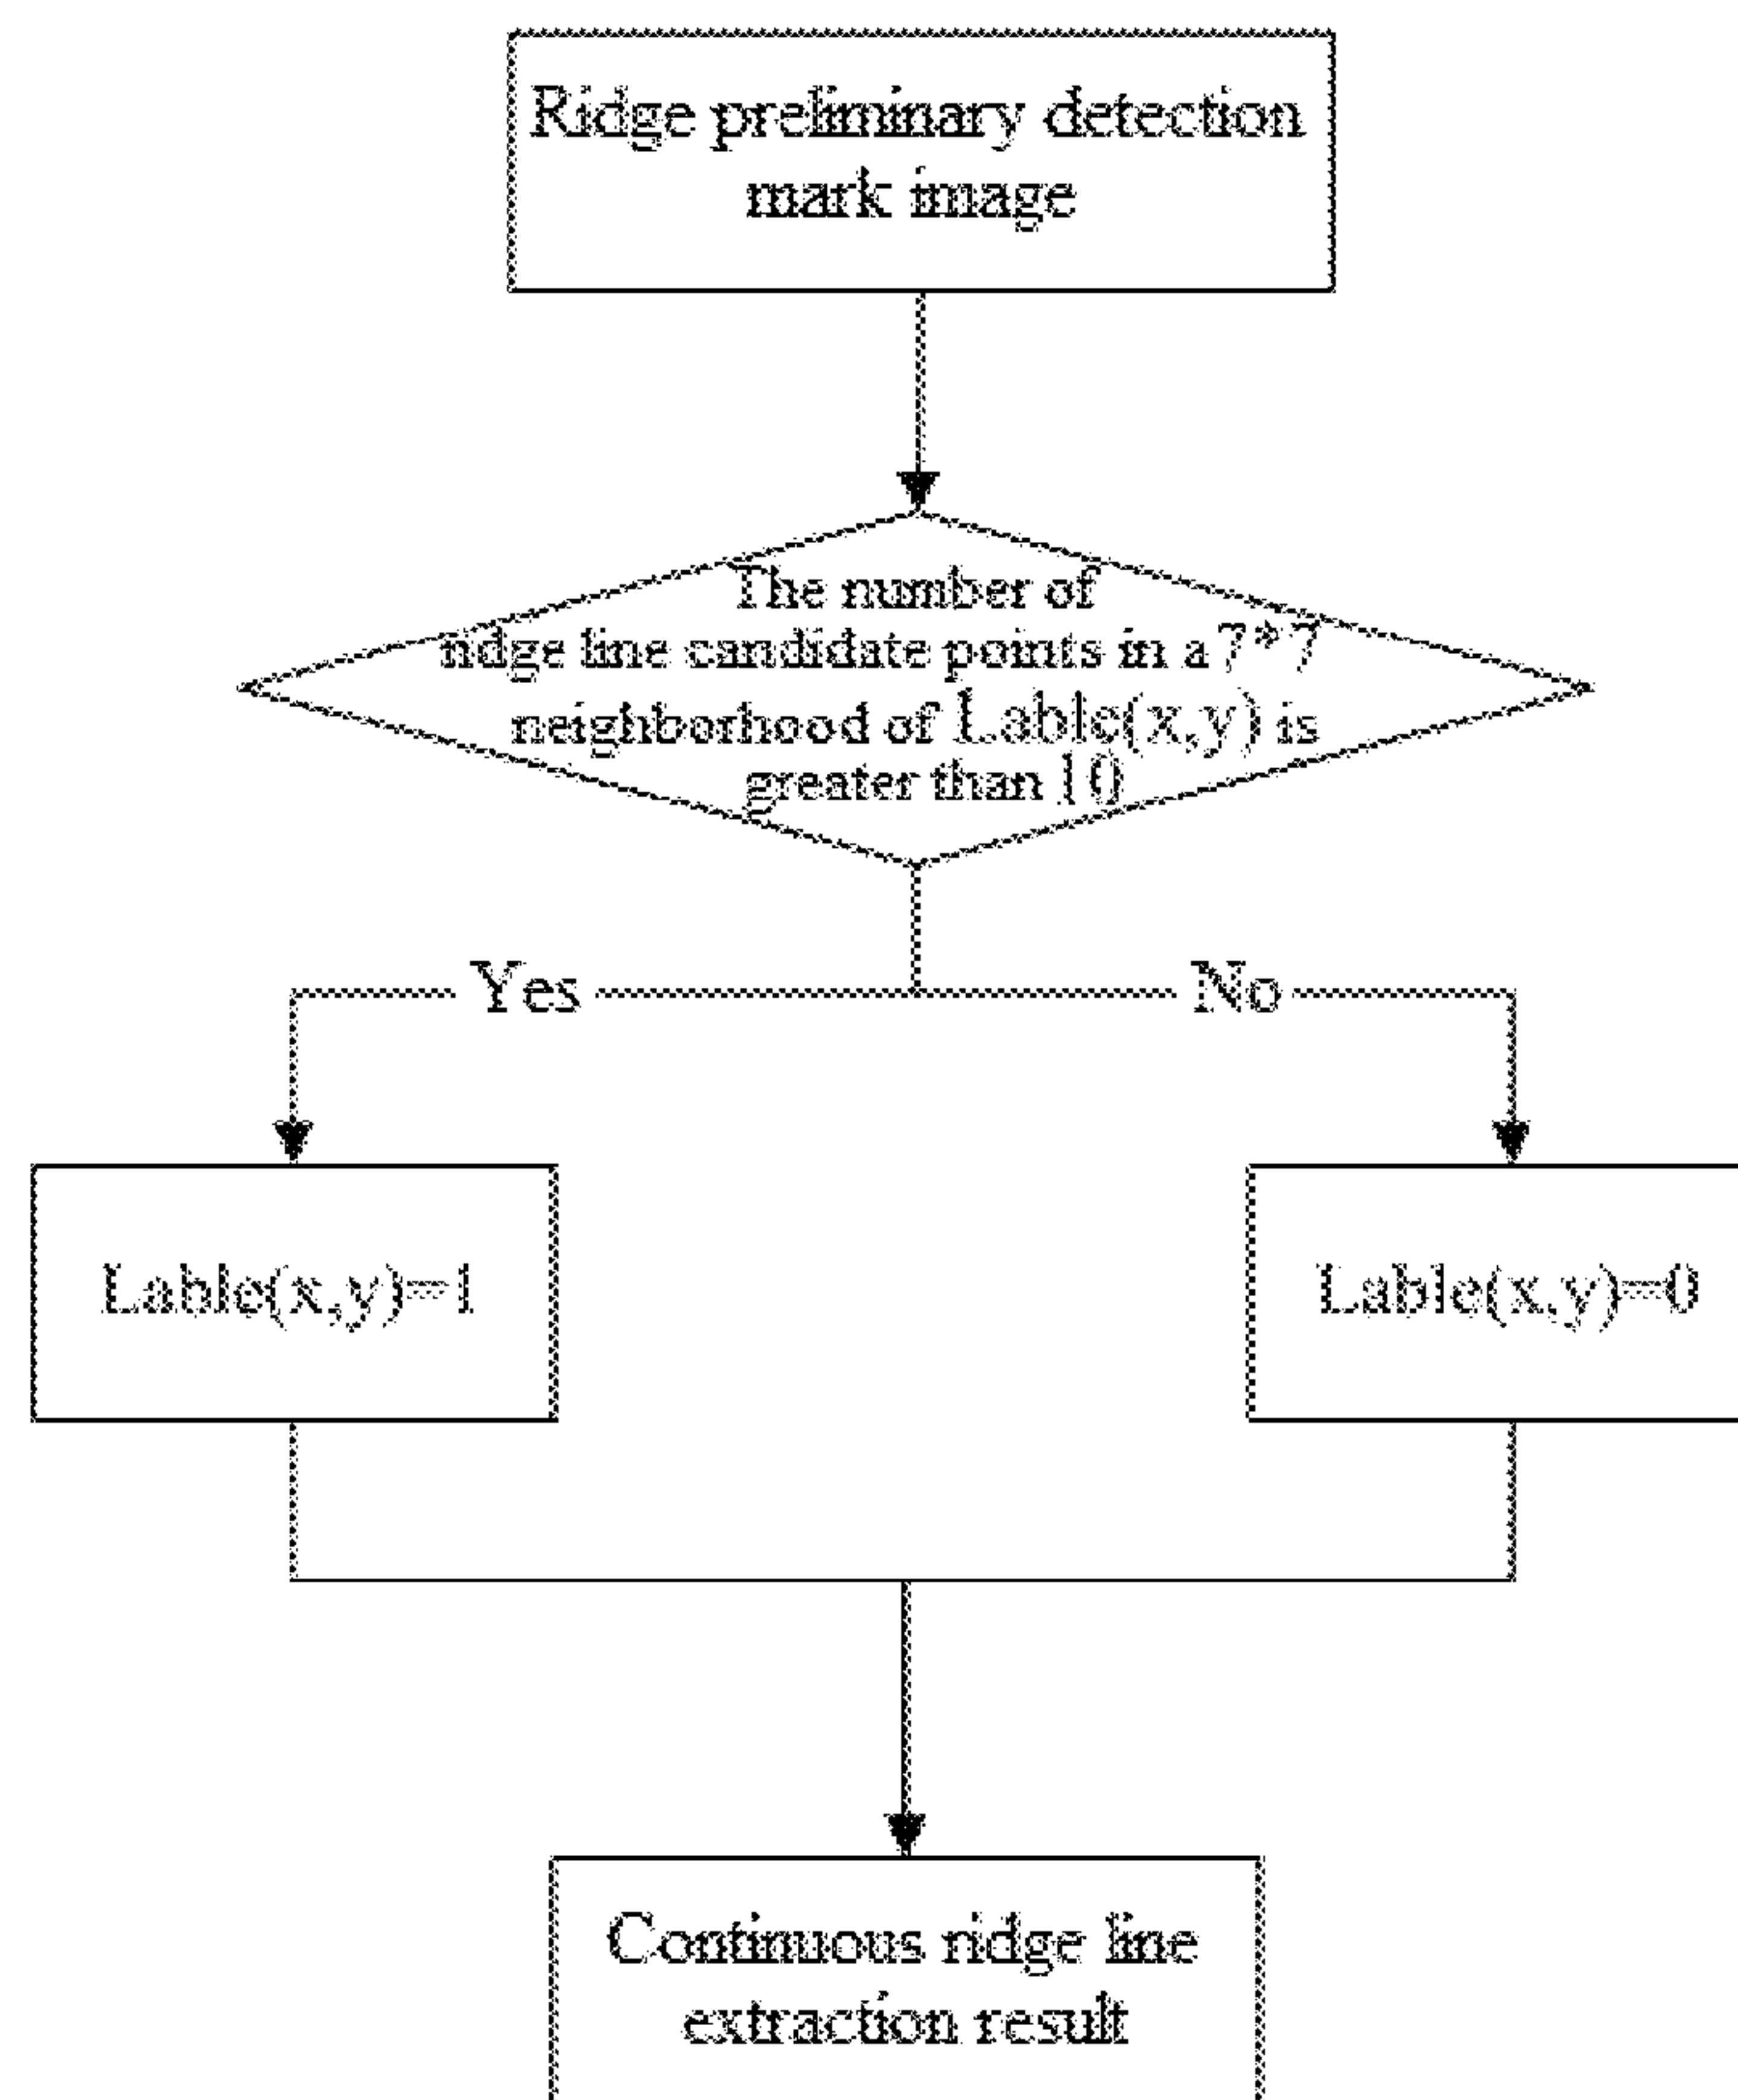 Ridge preliminary detection
mark image
The number of
ridge line candidate points in a 7*7
neighborhood of Lable(x,y) is
greater than 10
Yes
No
Lable(x,y)=1
Lable(x,y)=0
Continuous ridge line
extraction result